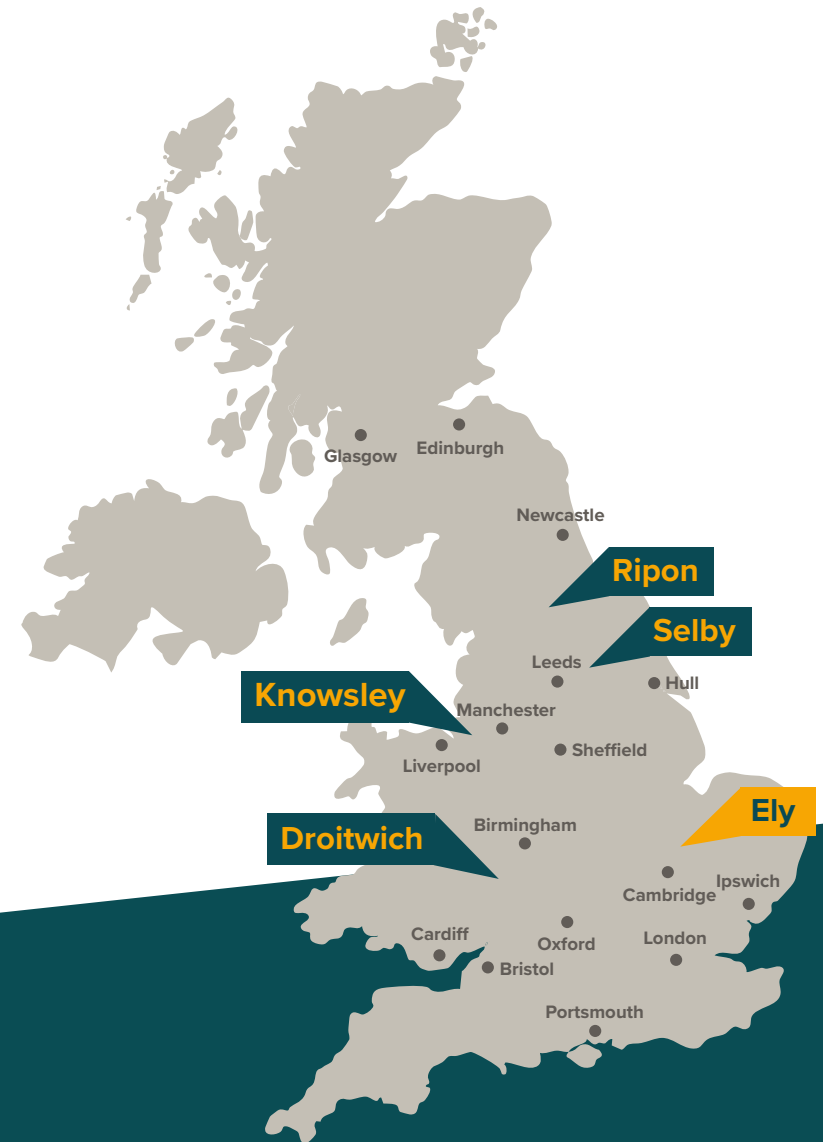 Glasgow
Edinburgh
Newcastle
Ripon
Selby
Leeds
Hull
Knowsley
Manchester
Sheffield
Liverpool
Ely
Birmingham
Droitwich
Ipswich
Cambridge
Cardiff
Oxford
London
Bristol
Portsmouth